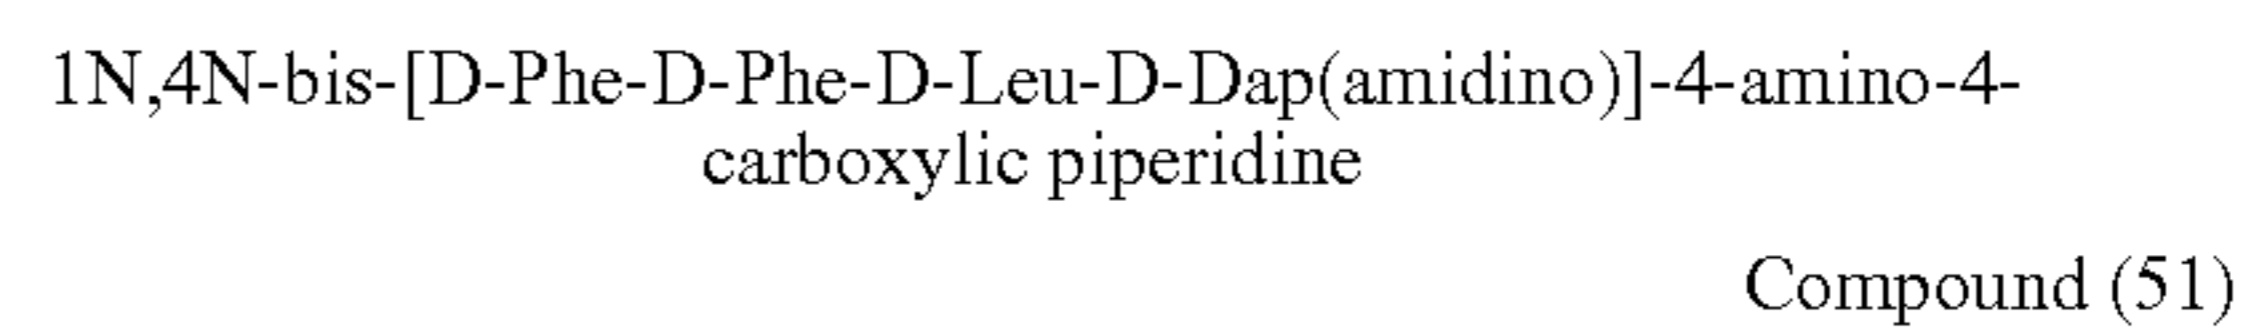 1N,4N-bis-[D-Phe-D-Phe-D-Leu-D-Dap(amidino)]-4-amino-4-
carboxylic piperidine
Compound (51)